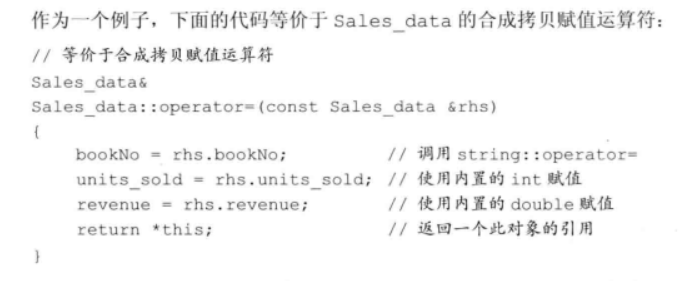 作为一个例子，下面的代码等价于 Sales_data 的合成拷贝赋值运算符：
// 等价于合成拷贝赋值运算符
Sales_data&
Sales_data::operator=(const Sales_data &rhs)
{
    bookNo = rhs.bookNo;          // 调用 string::operator=
    units_sold = rhs.units_sold;  // 使用内置的 int 赋值
    revenue = rhs.revenue;        // 使用内置的 double 赋值
    return *this;                 // 返回一个此对象的引用
}